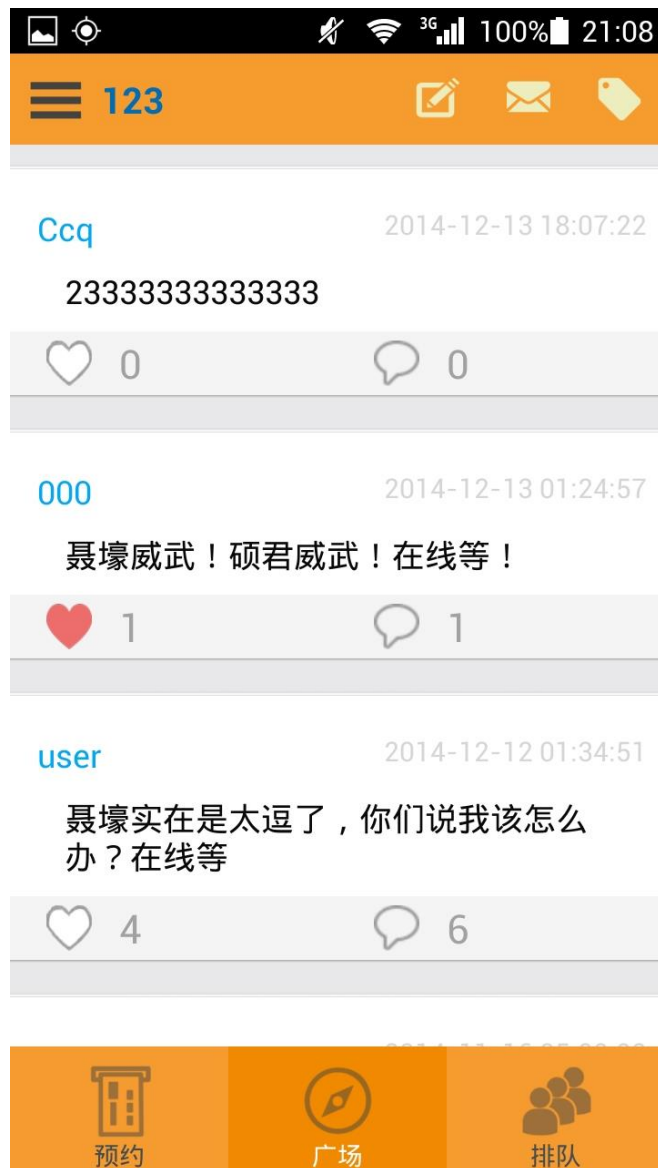 3G 100% 21:08
123
Ccq 2014-12-13 18:07:22
23333333333333
0 0
000 2014-12-13 01:24:57
聂壕威武！硕君威武！在线等！
1 1
user 2014-12-12 01:34:51
聂壕实在是太逗了，你们说我该怎么
办？在线等
4 6
预约 广场 排队